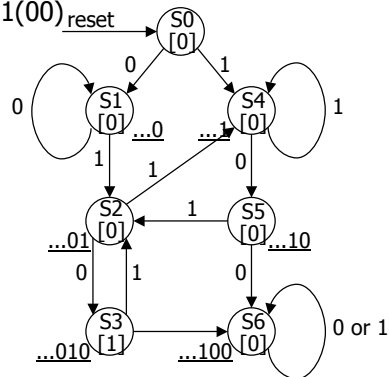 1(00)
reset
S0
[0]
0
1
S1
[0]
...0
S4
[0]
...1
0
1
1
1
0
S2
[0]
...01
1
S5
[0]
...10
0
1
0
S3
[1]
...010
S6
[0]
...100
0 or 1